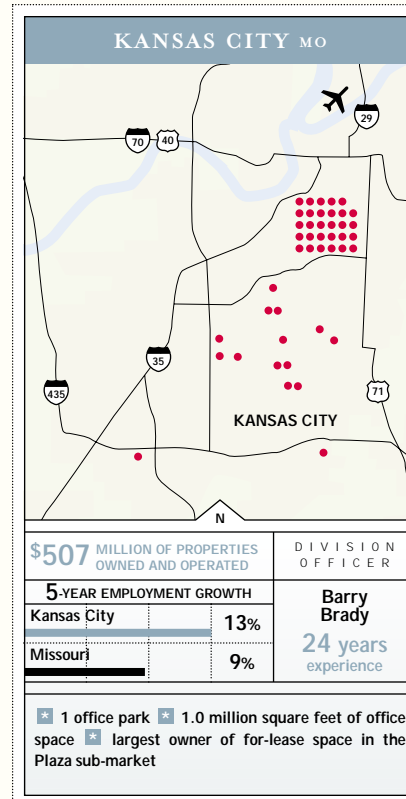 KANSAS CITY MO
29
70 40
35
435
71
KANSAS CITY
N
$507 MILLION OF PROPERTIES
OWNED AND OPERATED
DIVISION
OFFICER
5-YEAR EMPLOYMENT GROWTH
Kansas City
13%
Missouri
9%
Barry
Brady
24 years
experience
* 1 office park * 1.0 million square feet of office
space * largest owner of for-lease space in the
Plaza sub-market